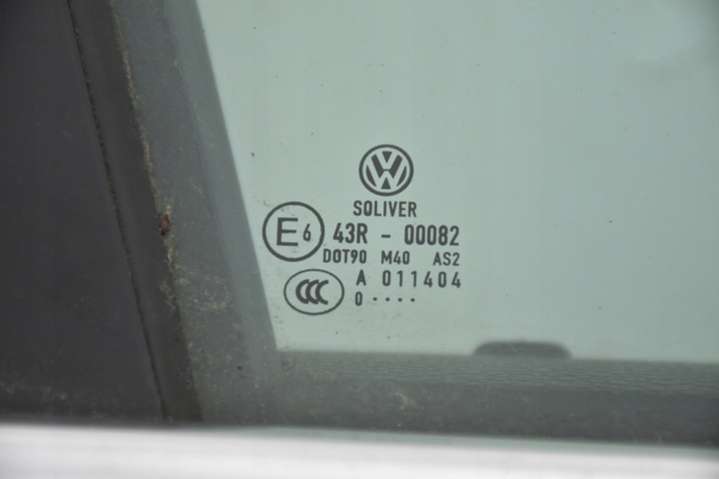 VW
SOLIVER
E6 43R - 00082
DOT90 M40 AS2
CCC A 011404
0 ····